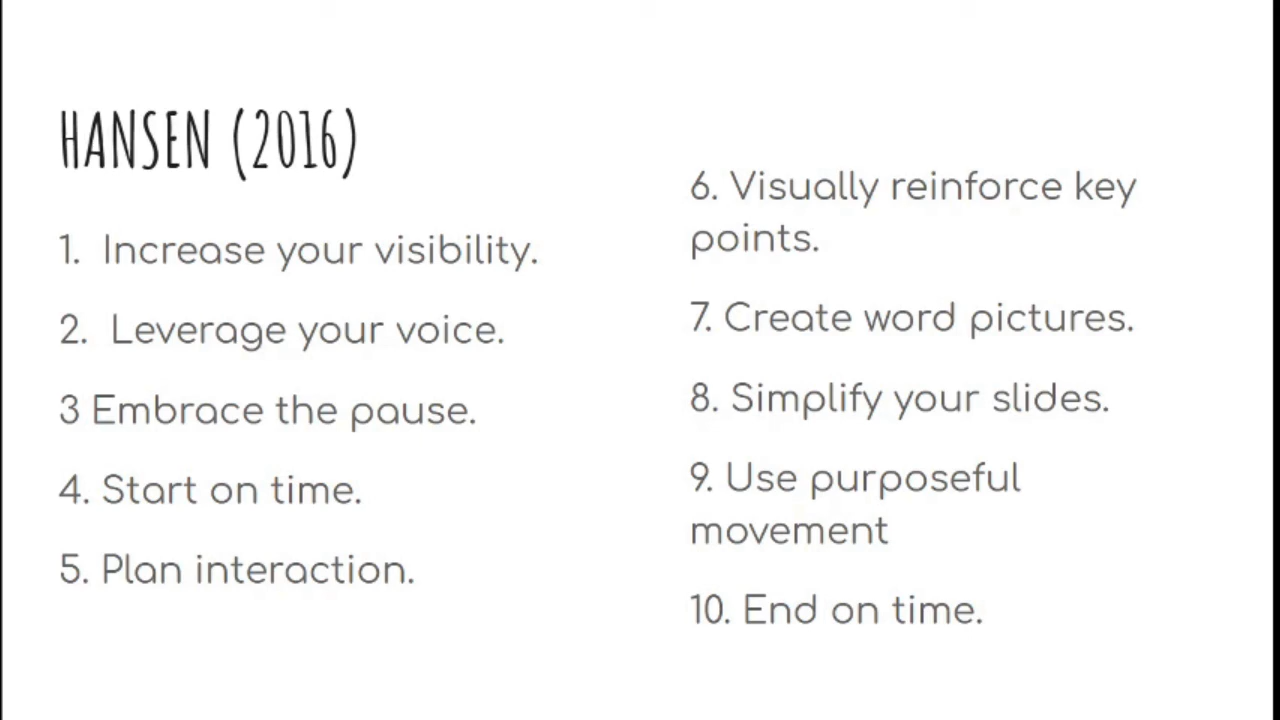 HANSEN (2016)
1. Increase your visibility.
2. Leverage your voice.
3 Embrace the pause.
4. Start on time.
5. Plan interaction.
6. Visually reinforce key
points.
7. Create word pictures.
8. Simplify your slides.
9. Use purposeful
movement
10. End on time.